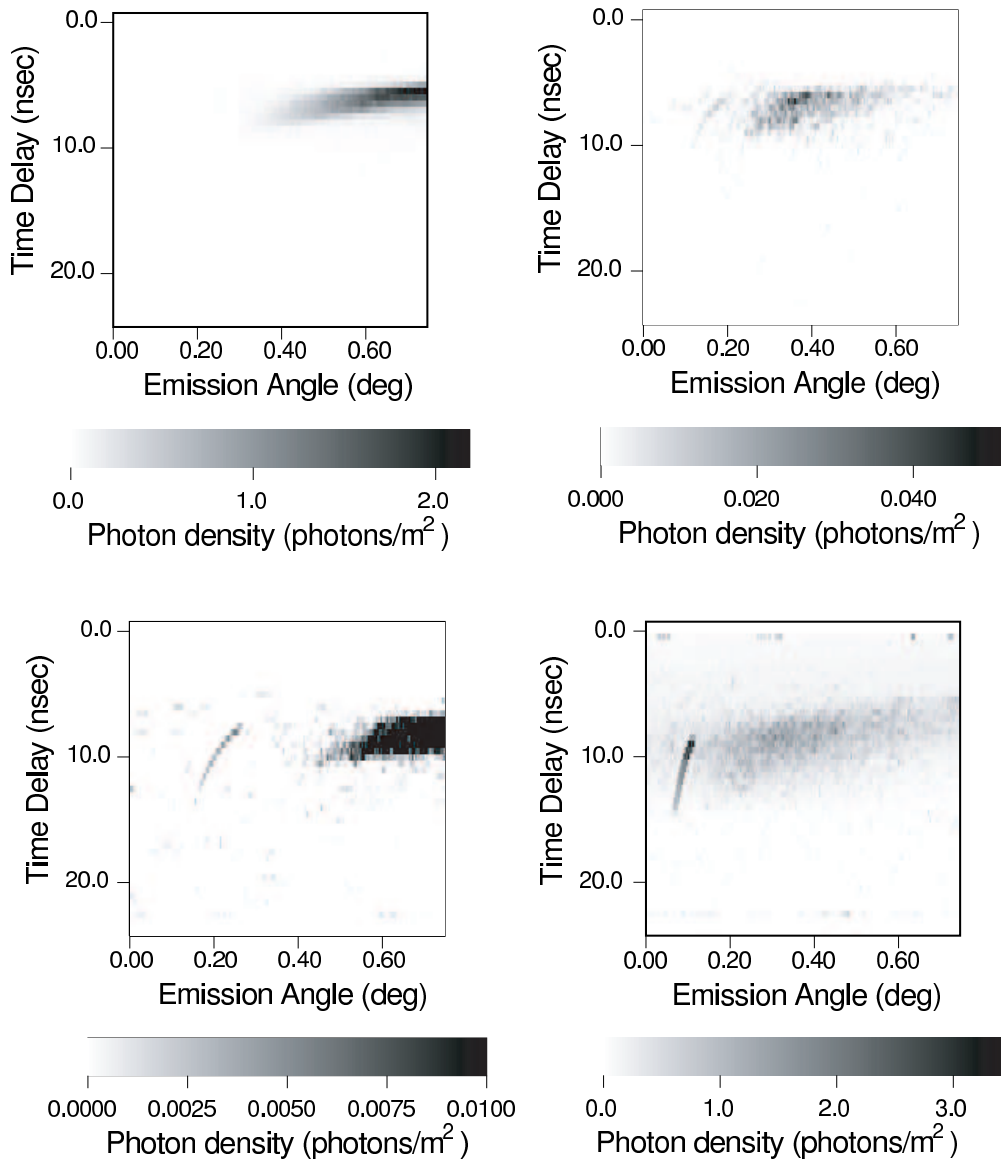 0.0
10.0
20.0
Time Delay (nsec)
0.00 0.20 0.40 0.60
Emission Angle (deg)
0.0 1.0 2.0
Photon density (photons/m²)
0.0
10.0
20.0
Time Delay (nsec)
0.00 0.20 0.40 0.60
Emission Angle (deg)
0.000 0.020 0.040
Photon density (photons/m²)
0.0
10.0
20.0
Time Delay (nsec)
0.00 0.20 0.40 0.60
Emission Angle (deg)
0.0000 0.0025 0.0050 0.0075 0.0100
Photon density (photons/m²)
0.0
10.0
20.0
Time Delay (nsec)
0.00 0.20 0.40 0.60
Emission Angle (deg)
0.0 1.0 2.0 3.0
Photon density (photons/m²)